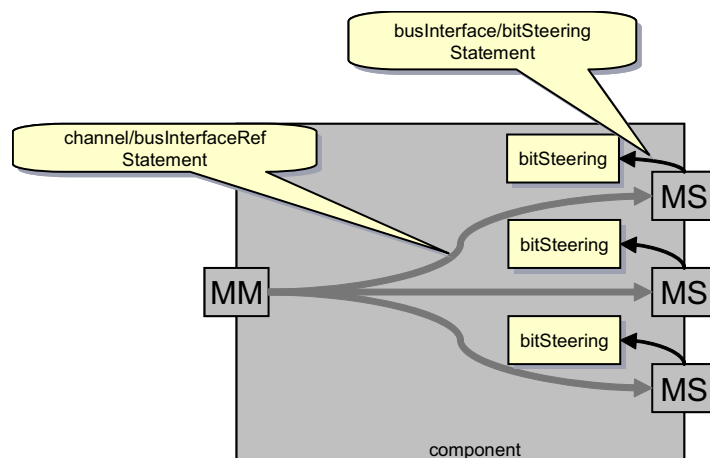 busInterface/bitSteering
Statement
channel/busInterfaceRef
Statement
bitSteering
MS
bitSteering
MM
MS
bitSteering
MS
component